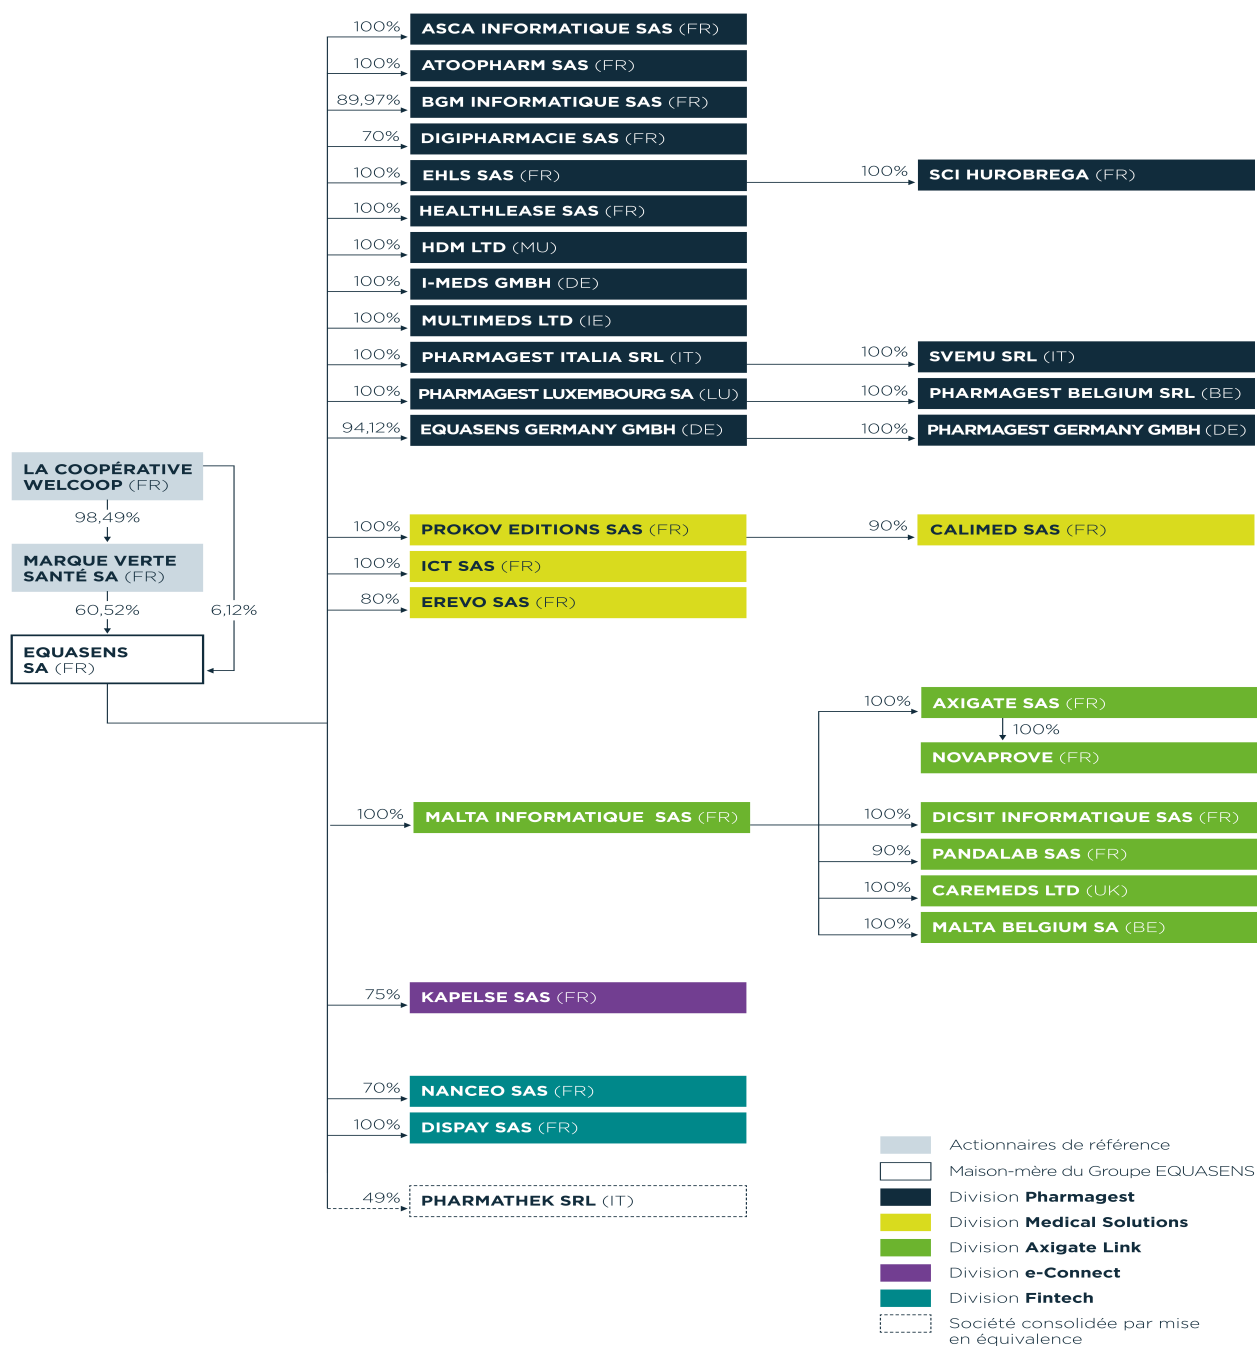 100% ASCA INFORMATIQUE SAS (FR)
100% ATOOPHARM SAS (FR)
89,97% BGM INFORMATIQUE SAS (FR)
70% DIGIPHARMACIE SAS (FR)
100% EHLS SAS (FR) 100% SCI HUROBREGA (FR)
100% HEALTHLEASE SAS (FR)
100% HDM LTD (MU)
100% I-MEDS GMBH (DE)
100% MULTIMEDS LTD (IE)
100% PHARMAGEST ITALIA SRL (IT) 100% SVEMU SRL (IT)
100% PHARMAGEST LUXEMBOURG SA (LU) 100% PHARMAGEST BELGIUM SRL (BE)
94,12% EQUASENS GERMANY GMBH (DE) 100% PHARMAGEST GERMANY GMBH (DE)
LA COOPÉRATIVE
WELCOOP (FR)
98,49%
MARQUE VERTE
SANTÉ SA (FR)
60,52% 6,12%
EQUASENS
SA (FR)
100% PROKOV EDITIONS SAS (FR) 90% CALIMED SAS (FR)
100% ICT SAS (FR)
80% EREVO SAS (FR)
100% AXIGATE SAS (FR)
100%
NOVAPROVE (FR)
100% MALTA INFORMATIQUE SAS (FR) 100% DICSIT INFORMATIQUE SAS (FR)
90% PANDALAB SAS (FR)
100% CAREMEDS LTD (UK)
100% MALTA BELGIUM SA (BE)
75% KAPELSE SAS (FR)
70% NANCEO SAS (FR)
100% DISPAY SAS (FR)
49% PHARMATHEK SRL (IT)
Actionnaires de référence
Maison-mère du Groupe EQUASENS
Division Pharmagest
Division Medical Solutions
Division Axigate Link
Division e-Connect
Division Fintech
Société consolidée par mise
en équivalence